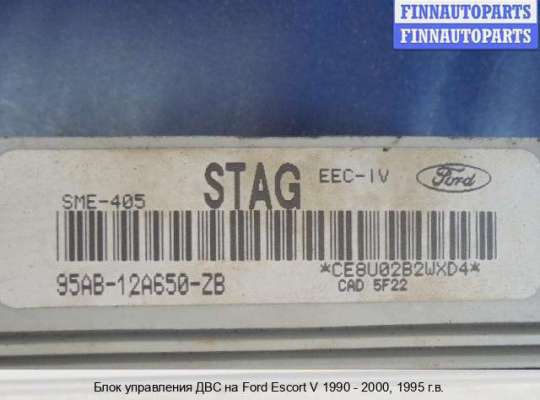 FINNAUTOPARTS
FINNAUTOPARTS
STAG EEC-IV Ford
SME-405
*CE8U02B2WXD4*
95AB-12A650-ZB
CAD 5F22
Блок управления ДВС на Ford Escort V 1990 - 2000, 1995 г.в.